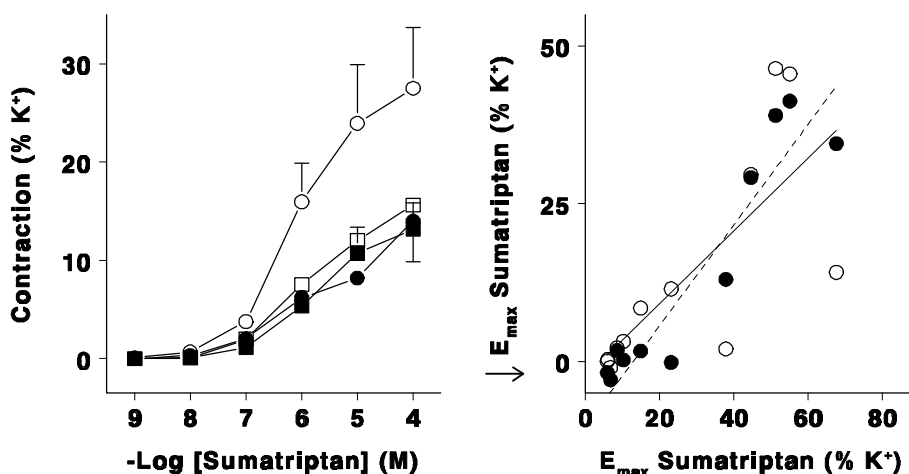 Contraction (% K⁺)
30
20
10
0
9 8 7 6 5 4
-Log [Sumatriptan] (M)
↓ Emax Sumatriptan (% K⁺)
50
25
0
0 20 40 60 80
Emax Sumatriptan (% K⁺)